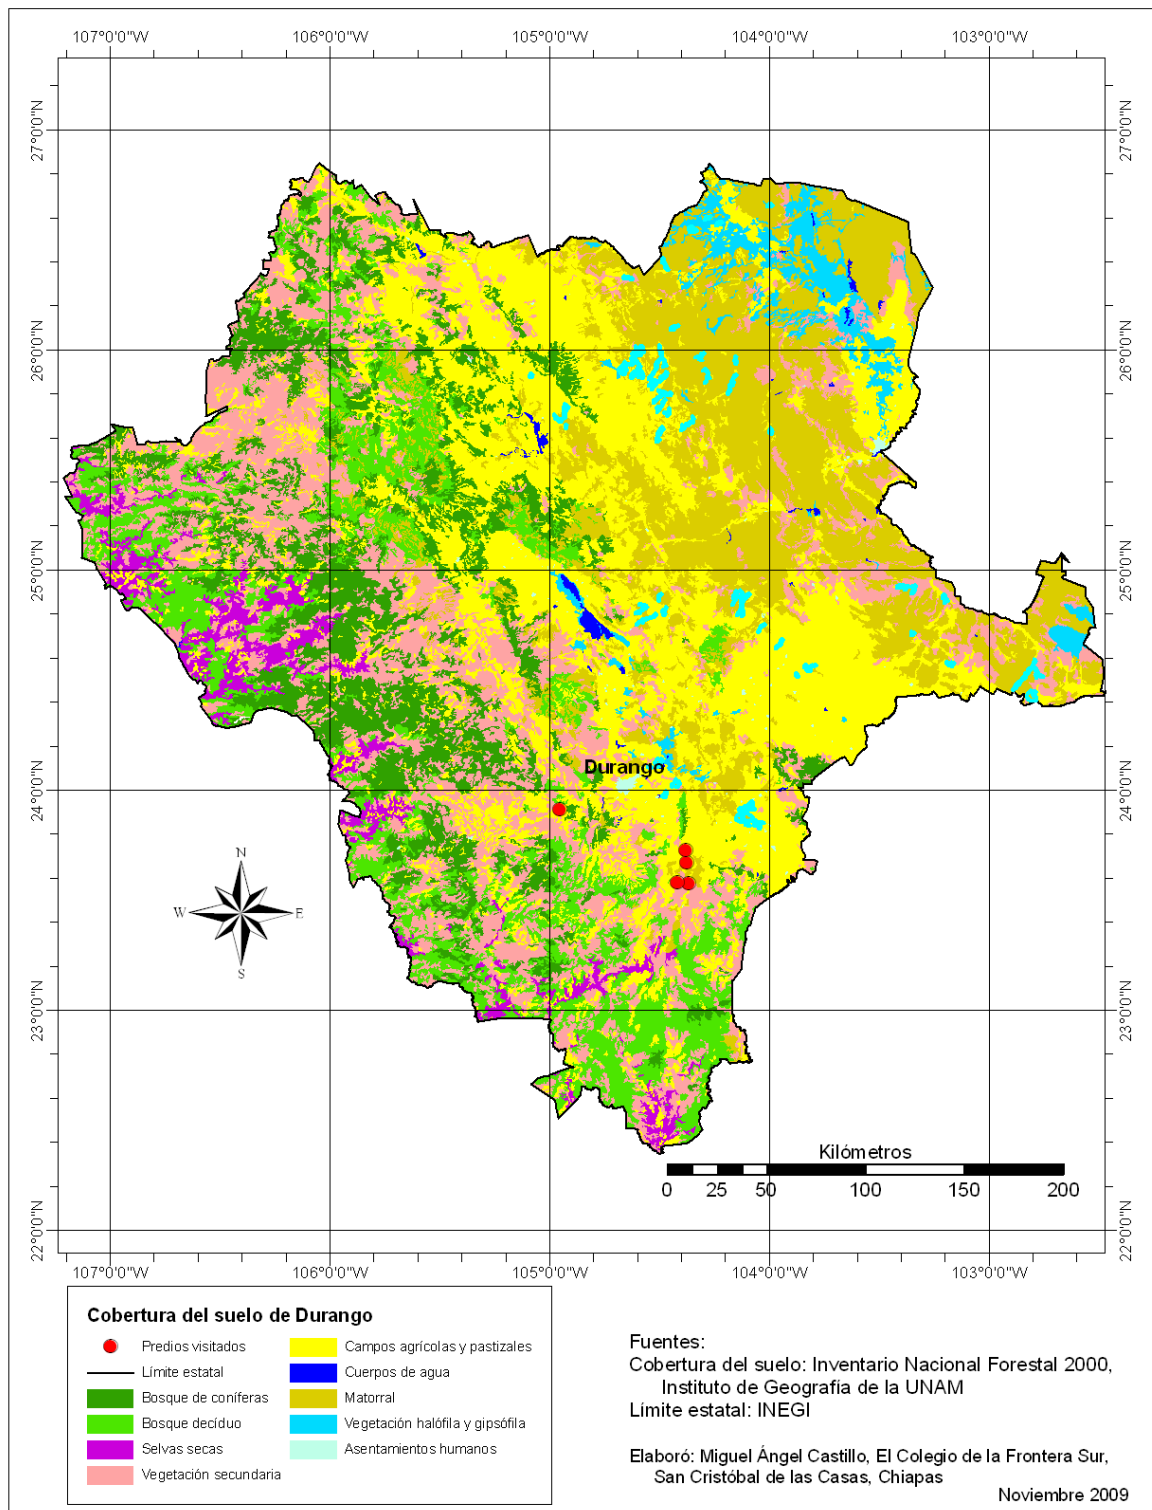 107°0'0"W 106°0'0"W 105°0'0"W 104°0'0"W 103°0'0"W
27°0'0"N 27°0'0"N
26°0'0"N 26°0'0"N
25°0'0"N 25°0'0"N
Durango
24°0'0"N 24°0'0"N
N
W E
S
23°0'0"N 23°0'0"N
Kilómetros
0 25 50 100 150 200
22°0'0"N 22°0'0"N
107°0'0"W 106°0'0"W 105°0'0"W 104°0'0"W 103°0'0"W
Cobertura del suelo de Durango
Predios visitados
Límite estatal
Bosque de coníferas
Bosque decíduo
Selvas secas
Vegetación secundaria
Campos agrícolas y pastizales
Cuerpos de agua
Matorral
Vegetación halófila y gipsófila
Asentamientos humanos
Fuentes:
Cobertura del suelo: Inventario Nacional Forestal 2000,
Instituto de Geografía de la UNAM
Límite estatal: INEGI
Elaboró: Miguel Ángel Castillo, El Colegio de la Frontera Sur,
San Cristóbal de las Casas, Chiapas
Noviembre 2009